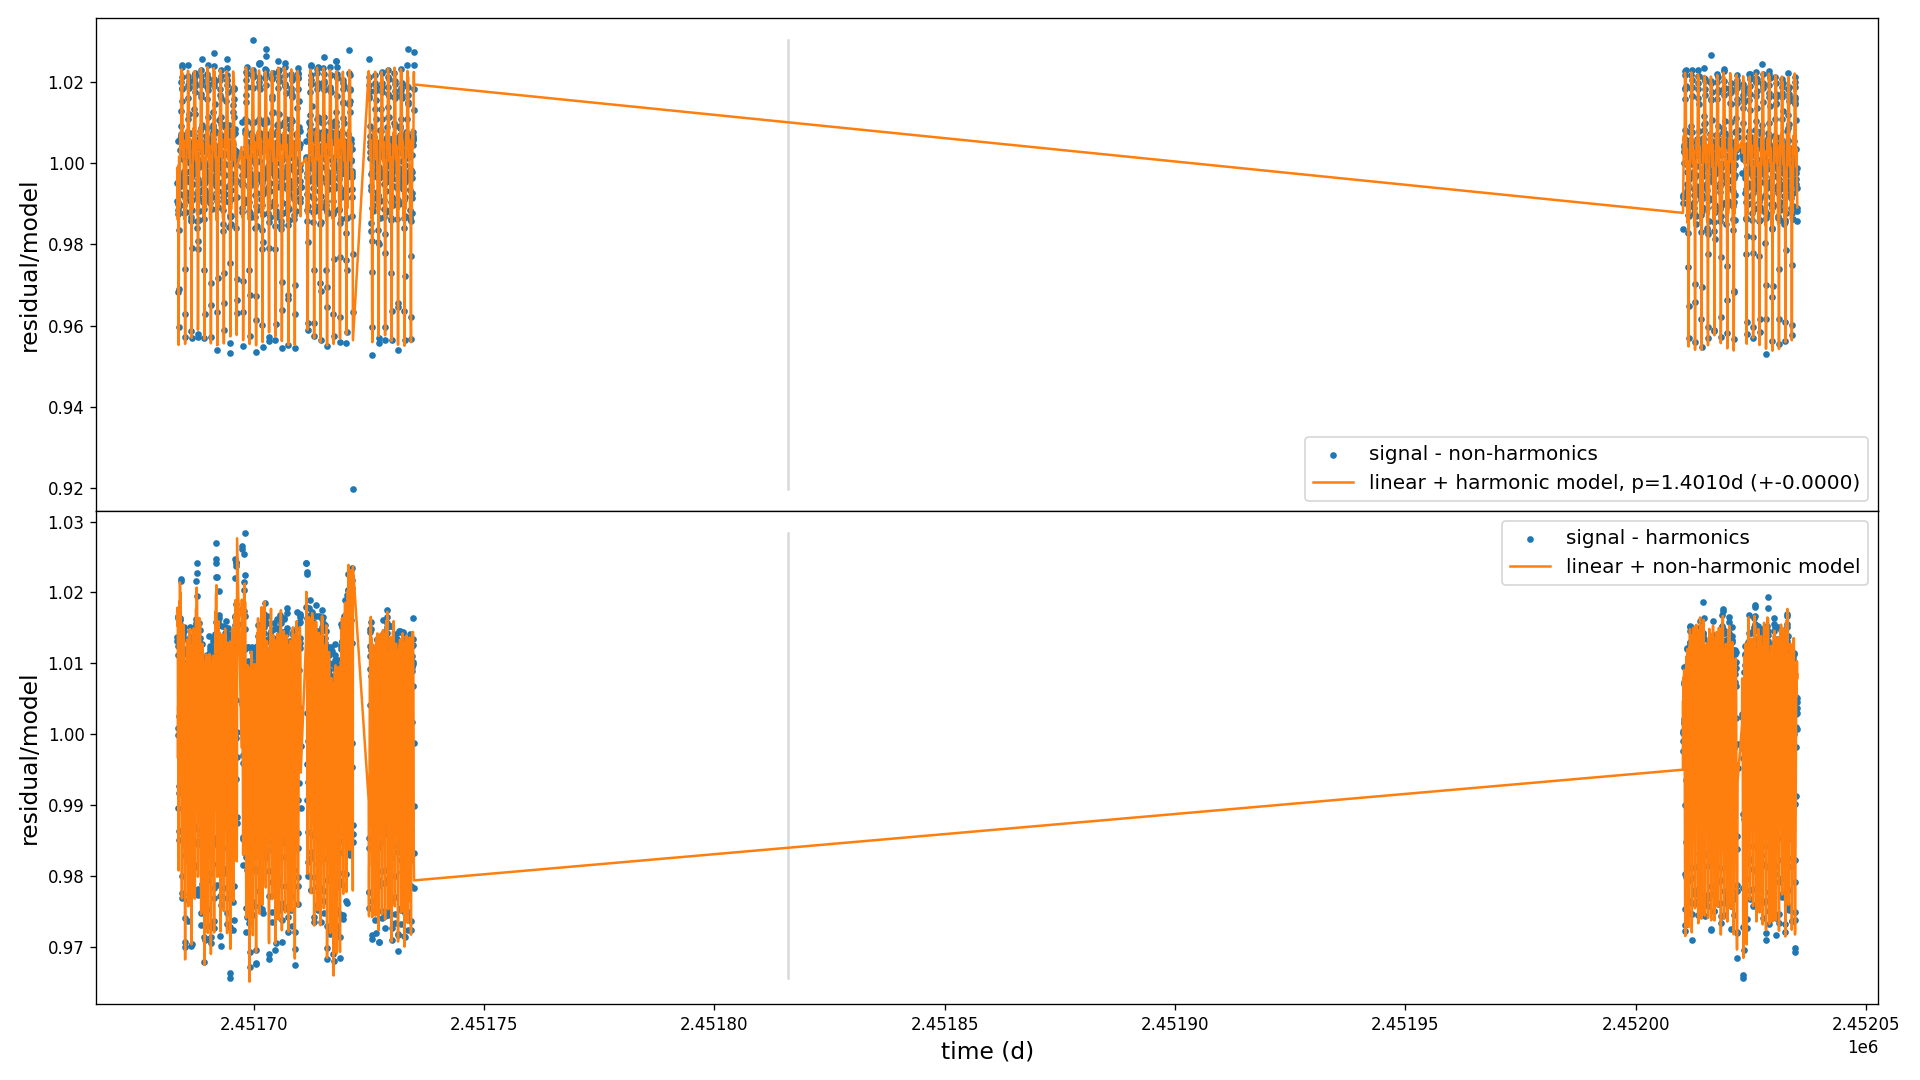 1.02
1.00
0.98
0.96
0.94
0.92
residual/model
signal - non-harmonics
linear + harmonic model, p=1.4010d (+-0.0000)
1.03
1.02
1.01
1.00
0.99
0.98
0.97
residual/model
signal - harmonics
linear + non-harmonic model
2.45170 2.45175 2.45180 2.45185 2.45190 2.45195 2.45200 2.45205
time (d)
1e6